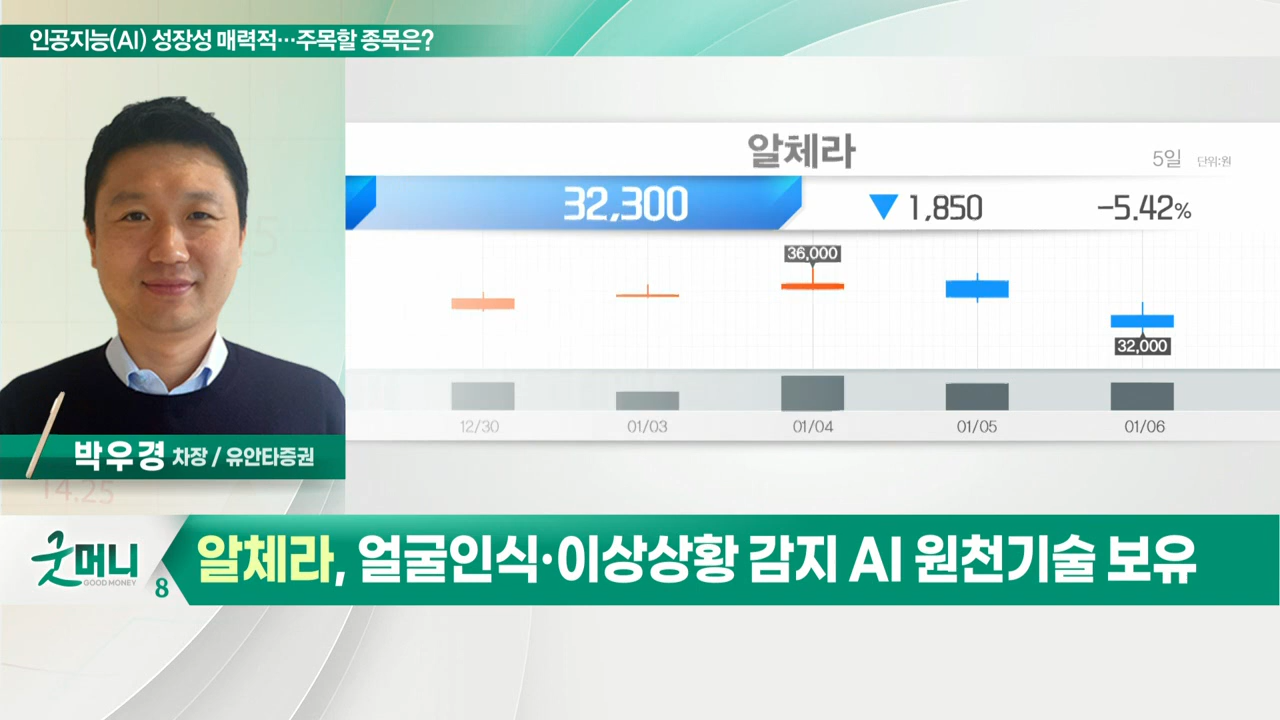 인공지능(AI) 성장성 매력적…주목할 종목은?
알체라
5일 단위:원
32,300 ▼ 1,850 -5.42%
36,000
32,000
12/30 01/03 01/04 01/05 01/06
박우경 차장 / 유안타증권
14.25
굿머니
GOOD MONEY
8
알체라, 얼굴인식·이상상황 감지 AI 원천기술 보유